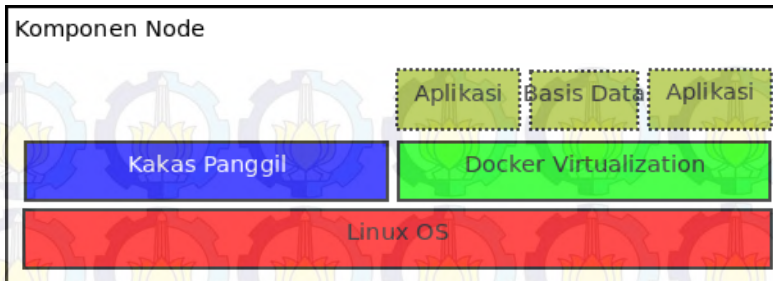 Komponen Node
Aplikasi Basis Data Aplikasi
Kakas Panggil Docker Virtualization
Linux OS